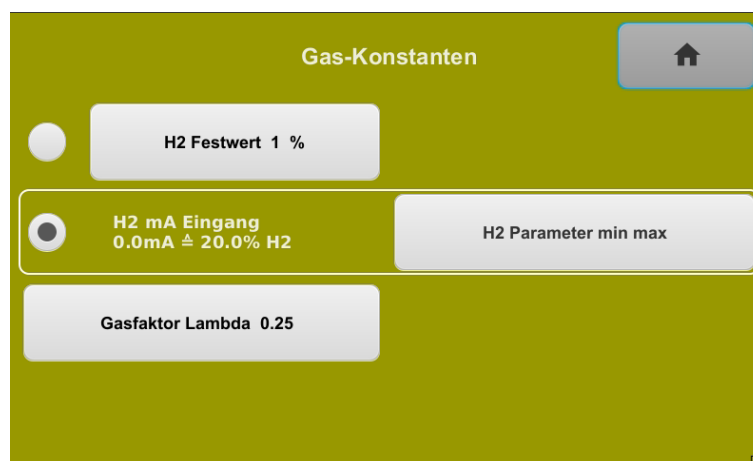 Gas-Konstanten
H2 Festwert 1 %
H2 mA Eingang
0.0mA ≙ 20.0% H2
H2 Parameter min max
Gasfaktor Lambda 0.25